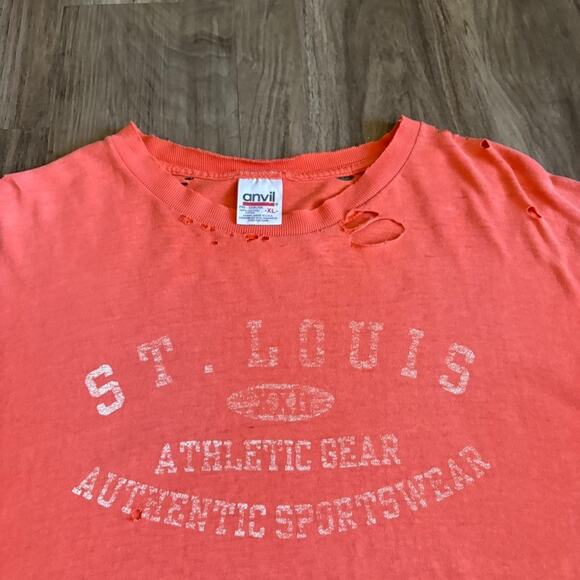 anvil
-XL-
ST. LOUIS
ATHLETIC GEAR
AUTHENTIC SPORTSWEAR